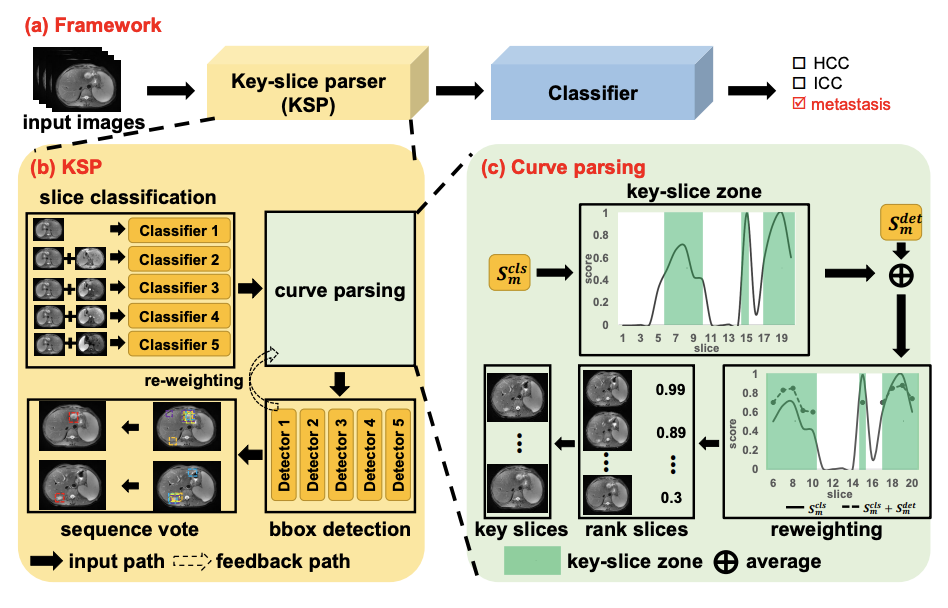 (a) Framework
input images
Key-slice parser
(KSP)
Classifier
HCC
ICC
metastasis
(b) KSP
slice classification
Classifier 1
Classifier 2
Classifier 3
Classifier 4
Classifier 5
+
+
+
+
curve parsing
re-weighting
Detector 1
Detector 2
Detector 3
Detector 4
Detector 5
sequence vote
bbox detection
input path
feedback path
(c) Curve parsing
key-slice zone
S_m^cls
score
1
0.8
0.6
0.4
0.2
0
1 3 5 7 9 11 13 15 17 19
slice
S_m^det
key slices
0.99
0.89
0.3
rank slices
score
1
0.8
0.6
0.4
0.2
0
6 8 10 12 14 16 18 20
slice
S_m^cls
S_m^cls + S_m^det
reweighting
key-slice zone
average